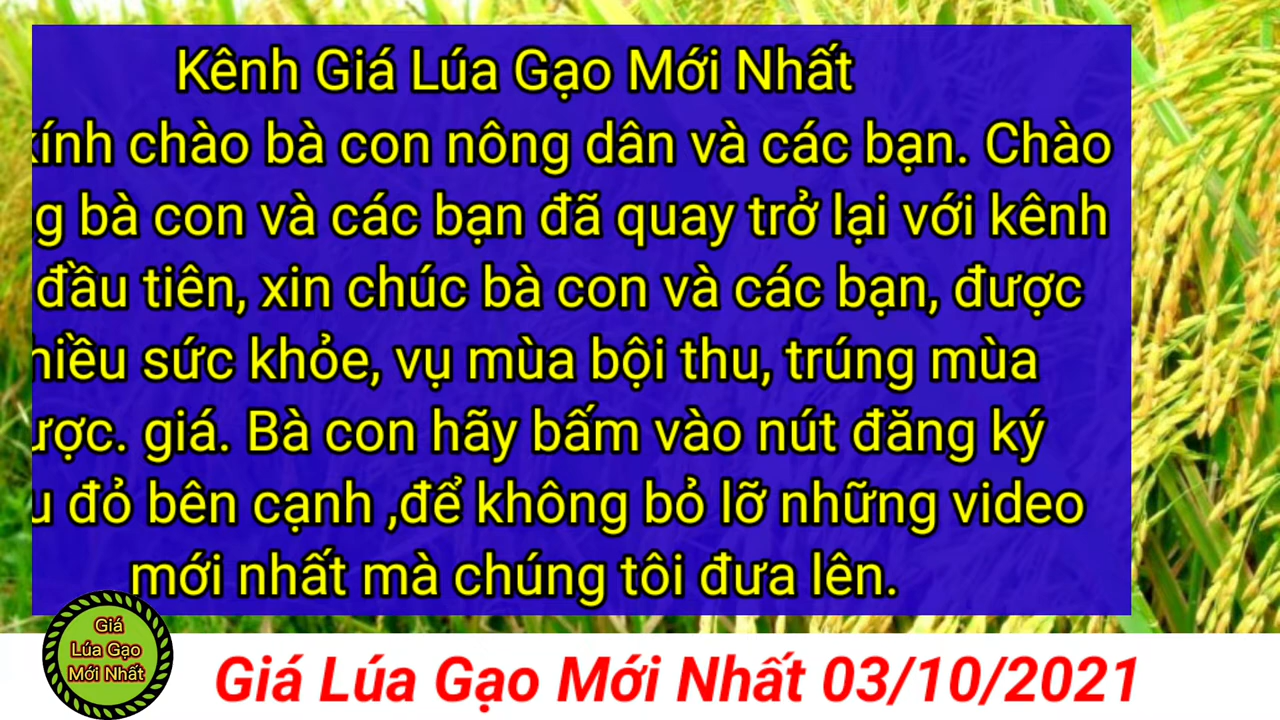 Kênh Giá Lúa Gạo Mới Nhất
kính chào bà con nông dân và các bạn. Chào
g bà con và các bạn đã quay trở lại với kênh
đầu tiên, xin chúc bà con và các bạn, được
hiều sức khỏe, vụ mùa bội thu, trúng mùa
ược. giá. Bà con hãy bấm vào nút đăng ký
u đỏ bên cạnh ,để không bỏ lỡ những video
mới nhất mà chúng tôi đưa lên.
Giá
Lúa Gạo
Mới Nhất
Giá Lúa Gạo Mới Nhất 03/10/2021